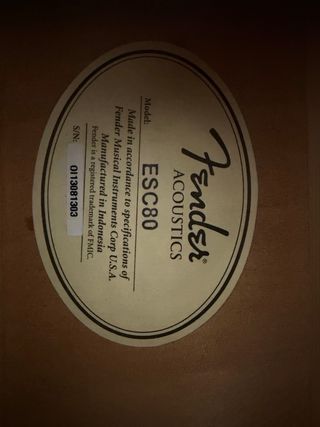 Fender®
ACOUSTICS
Model: ESC80
Made in accordance to specifications of
Fender Musical Instruments Corp U.S.A.
Manufactured in Indonesia
Fender is a registered trademark of FMIC.
S/N: OI13081303